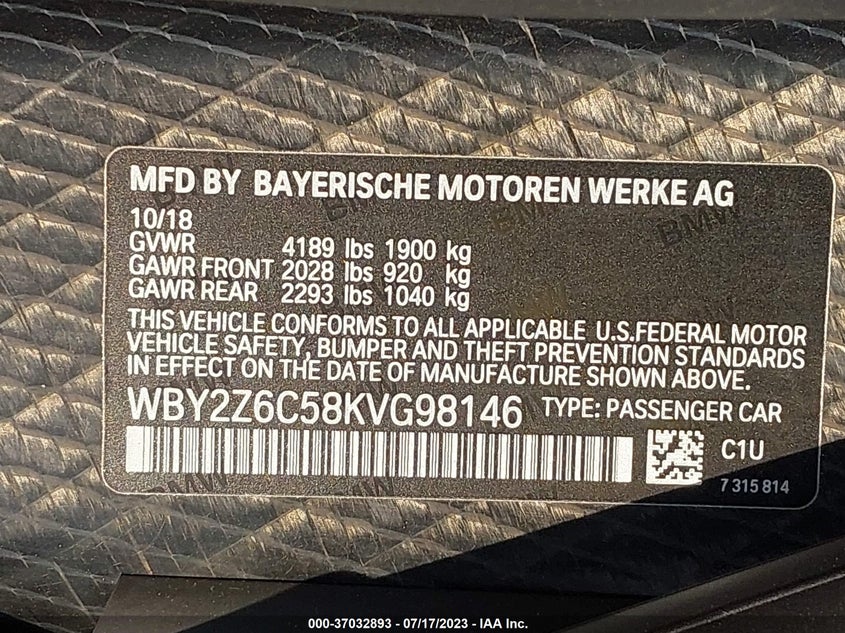 MFD BY BAYERISCHE MOTOREN WERKE AG
10/18
GVWR 4189 lbs 1900 kg
GAWR FRONT 2028 lbs 920 kg
GAWR REAR 2293 lbs 1040 kg
THIS VEHICLE CONFORMS TO ALL APPLICABLE U.S.FEDERAL MOTOR
VEHICLE SAFETY, BUMPER AND THEFT PREVENTION STANDARDS
IN EFFECT ON THE DATE OF MANUFACTURE SHOWN ABOVE.
WBY2Z6C58KVG98146 TYPE: PASSENGER CAR
C1U
7 315 814
BMW
000-37032893 - 07/17/2023 - IAA Inc.